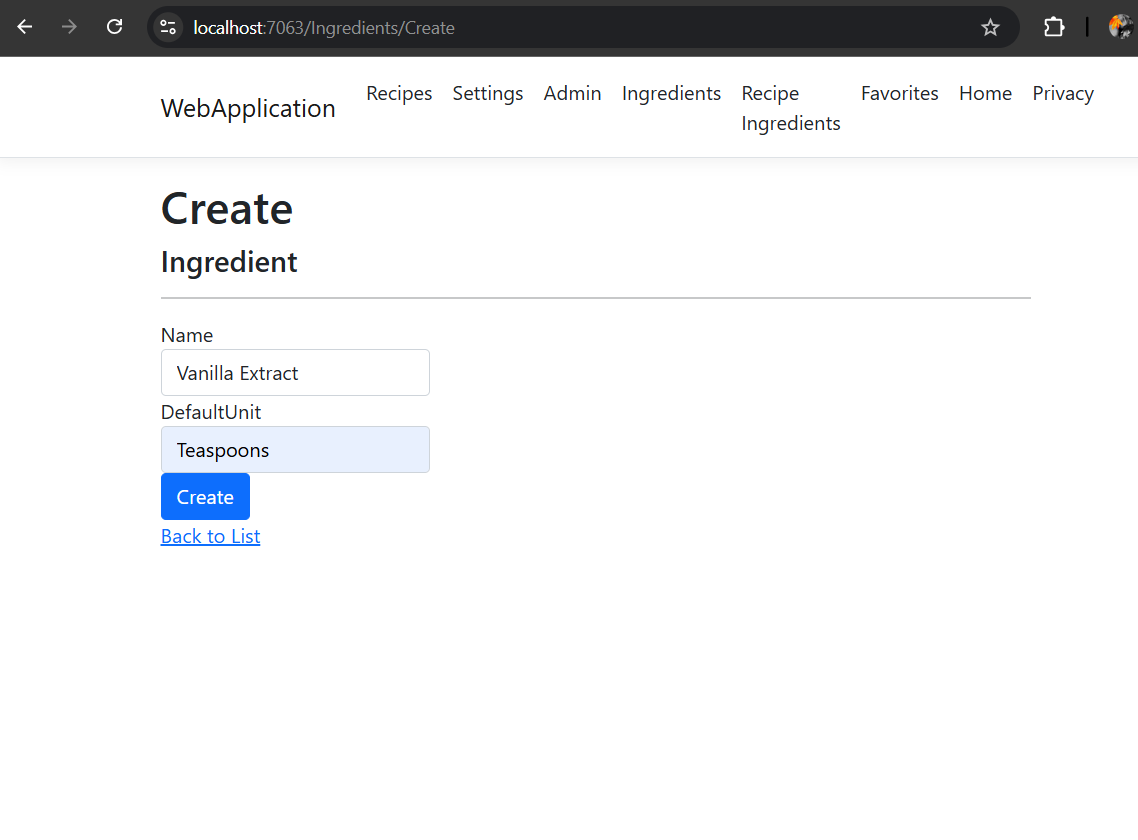 localhost:7063/Ingredients/Create
WebApplication
Recipes Settings Admin Ingredients Recipe Ingredients Favorites Home Privacy
Create
Ingredient
Name
Vanilla Extract
DefaultUnit
Teaspoons
Create
Back to List